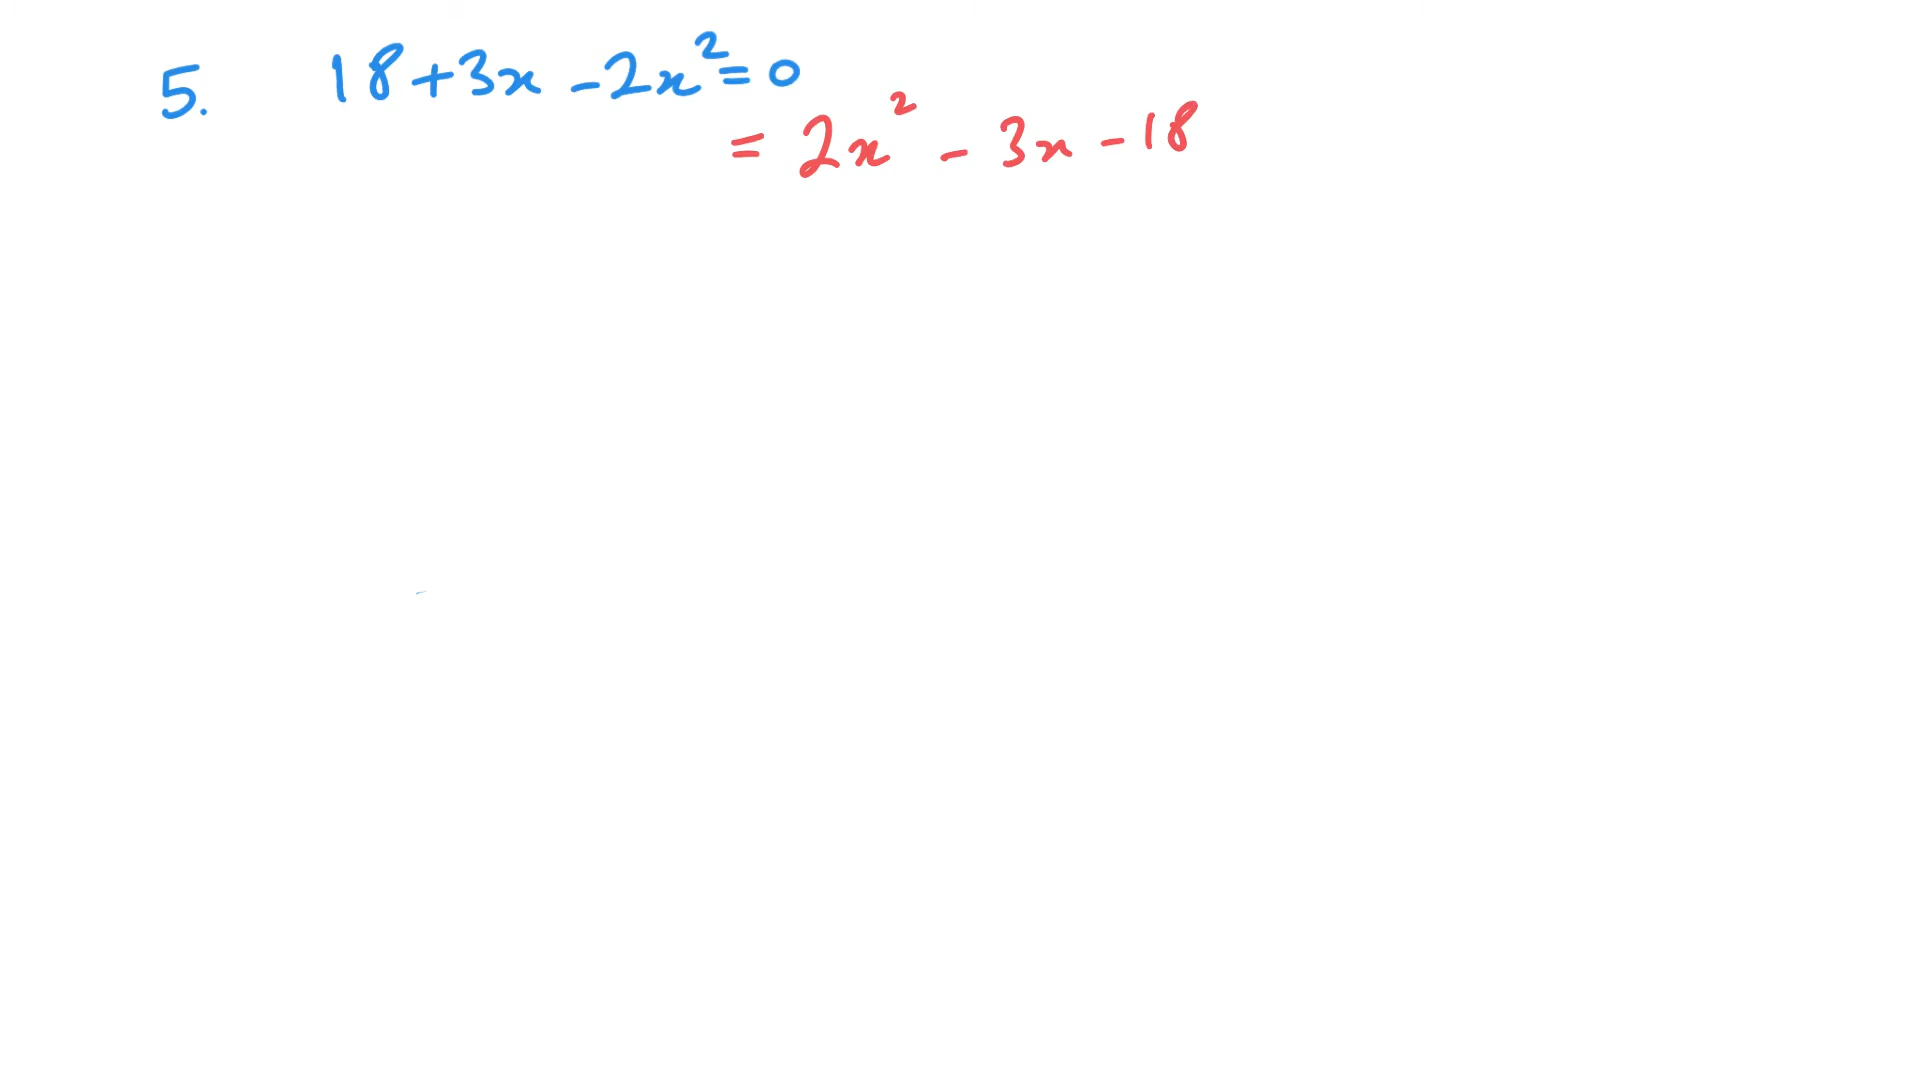 5. 18+3x-2x²=0
= 2x² - 3x - 18